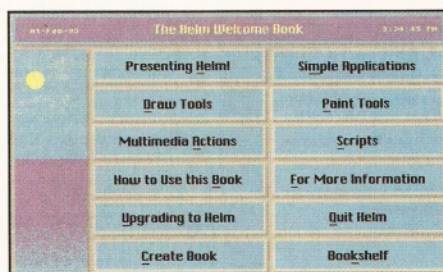 The Helm Welcome Book
Presenting Helm! Simple Applications
Draw Tools Paint Tools
Multimedia Actions Scripts
How to Use this Book For More Information
Upgrading to Helm Quit Helm
Create Book Bookshelf